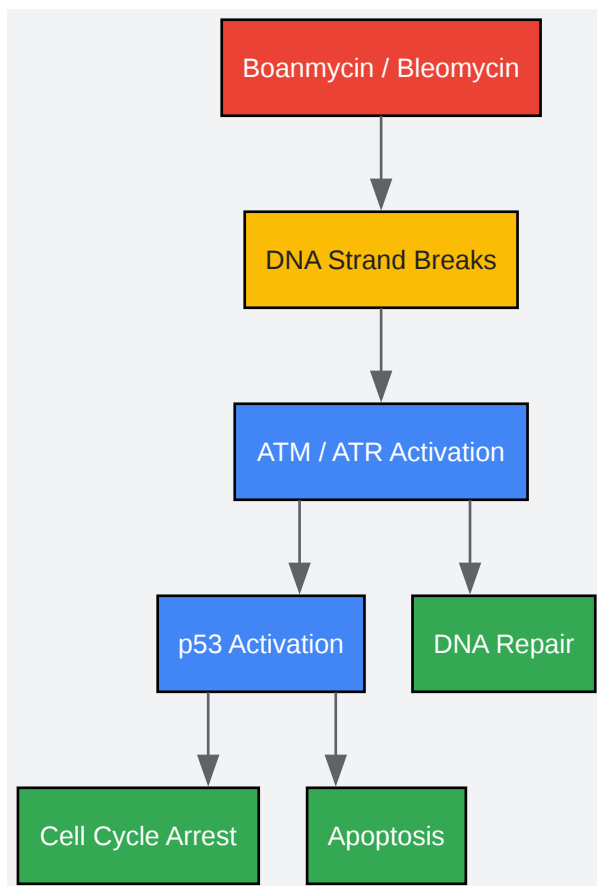 Boanmycin / Bleomycin
DNA Strand Breaks
ATM / ATR Activation
p53 Activation
DNA Repair
Cell Cycle Arrest
Apoptosis